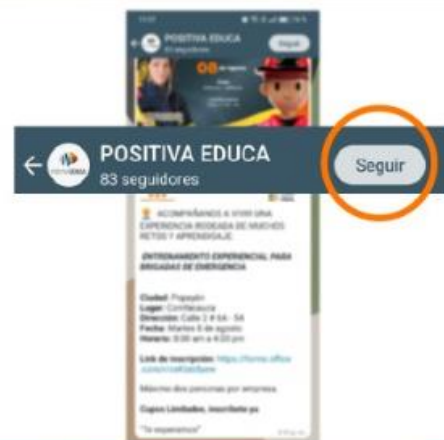 POSITIVA EDUCA
Seguir
08 de agosto
POSITIVA EDUCA
83 seguidores
Seguir
ACOMPÁÑANOS A VIVIR UNA
EXPERIENCIA RODEADA DE MUCHOS
RETOS Y APRENDIZAJE.
ENTRENAMIENTO EXPERIENCIAL PARA
BRIGADAS DE EMERGENCIA
Ciudad: Popayán
Lugar: Comfacauca
Dirección: Calle 2 # 6A - 54
Fecha: Martes 8 de agosto
Horario: 8:00 am a 4:00 pm
Link de inscripción: https://forms.office
Máximo dos personas por empresa.
Cupos Limitados, inscríbete ya
"Te esperamos"